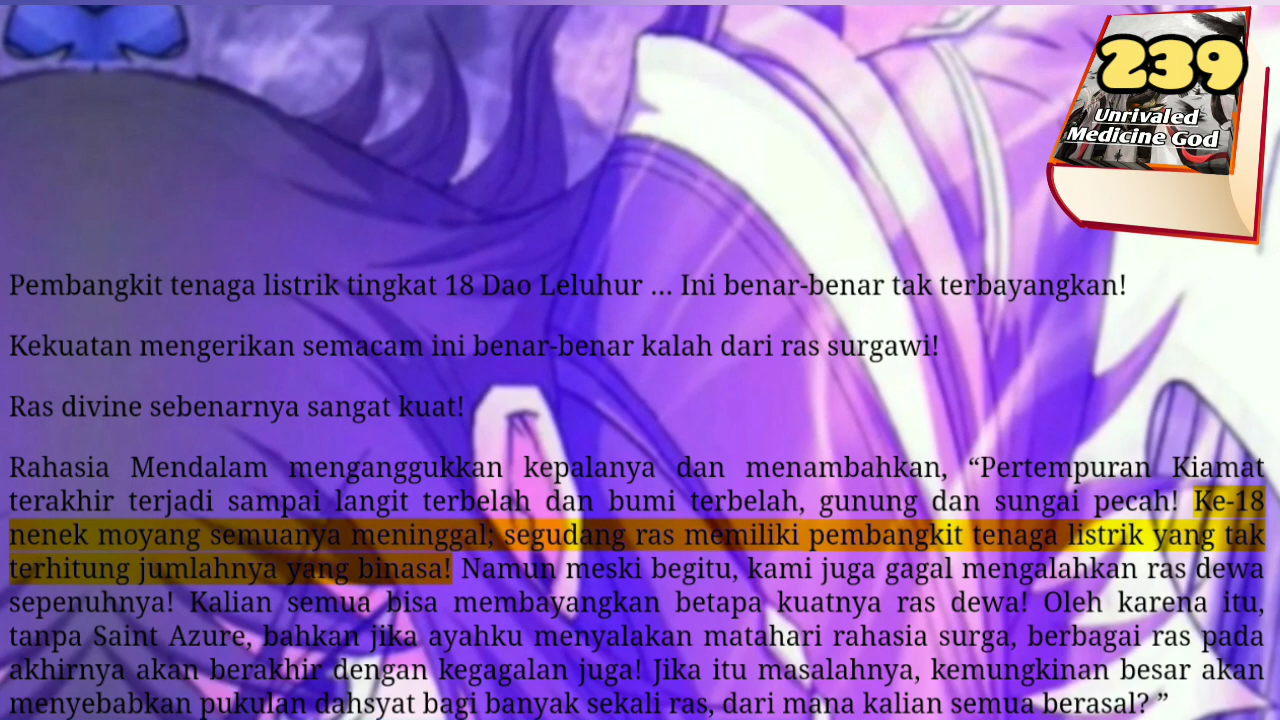 239
Unrivaled
Medicine God
Pembangkit tenaga listrik tingkat 18 Dao Leluhur ... Ini benar-benar tak terbayangkan!
Kekuatan mengerikan semacam ini benar-benar kalah dari ras surgawi!
Ras divine sebenarnya sangat kuat!
Rahasia Mendalam menganggukkan kepalanya dan menambahkan, “Pertempuran Kiamat
terakhir terjadi sampai langit terbelah dan bumi terbelah, gunung dan sungai pecah! Ke-18
nenek moyang semuanya meninggal; segudang ras memiliki pembangkit tenaga listrik yang tak
terhitung jumlahnya yang binasa! Namun meski begitu, kami juga gagal mengalahkan ras dewa
sepenuhnya! Kalian semua bisa membayangkan betapa kuatnya ras dewa! Oleh karena itu,
tanpa Saint Azure, bahkan jika ayahku menyalakan matahari rahasia surga, berbagai ras pada
akhirnya akan berakhir dengan kegagalan juga! Jika itu masalahnya, kemungkinan besar akan
menyebabkan pukulan dahsyat bagi banyak sekali ras, dari mana kalian semua berasal? ”